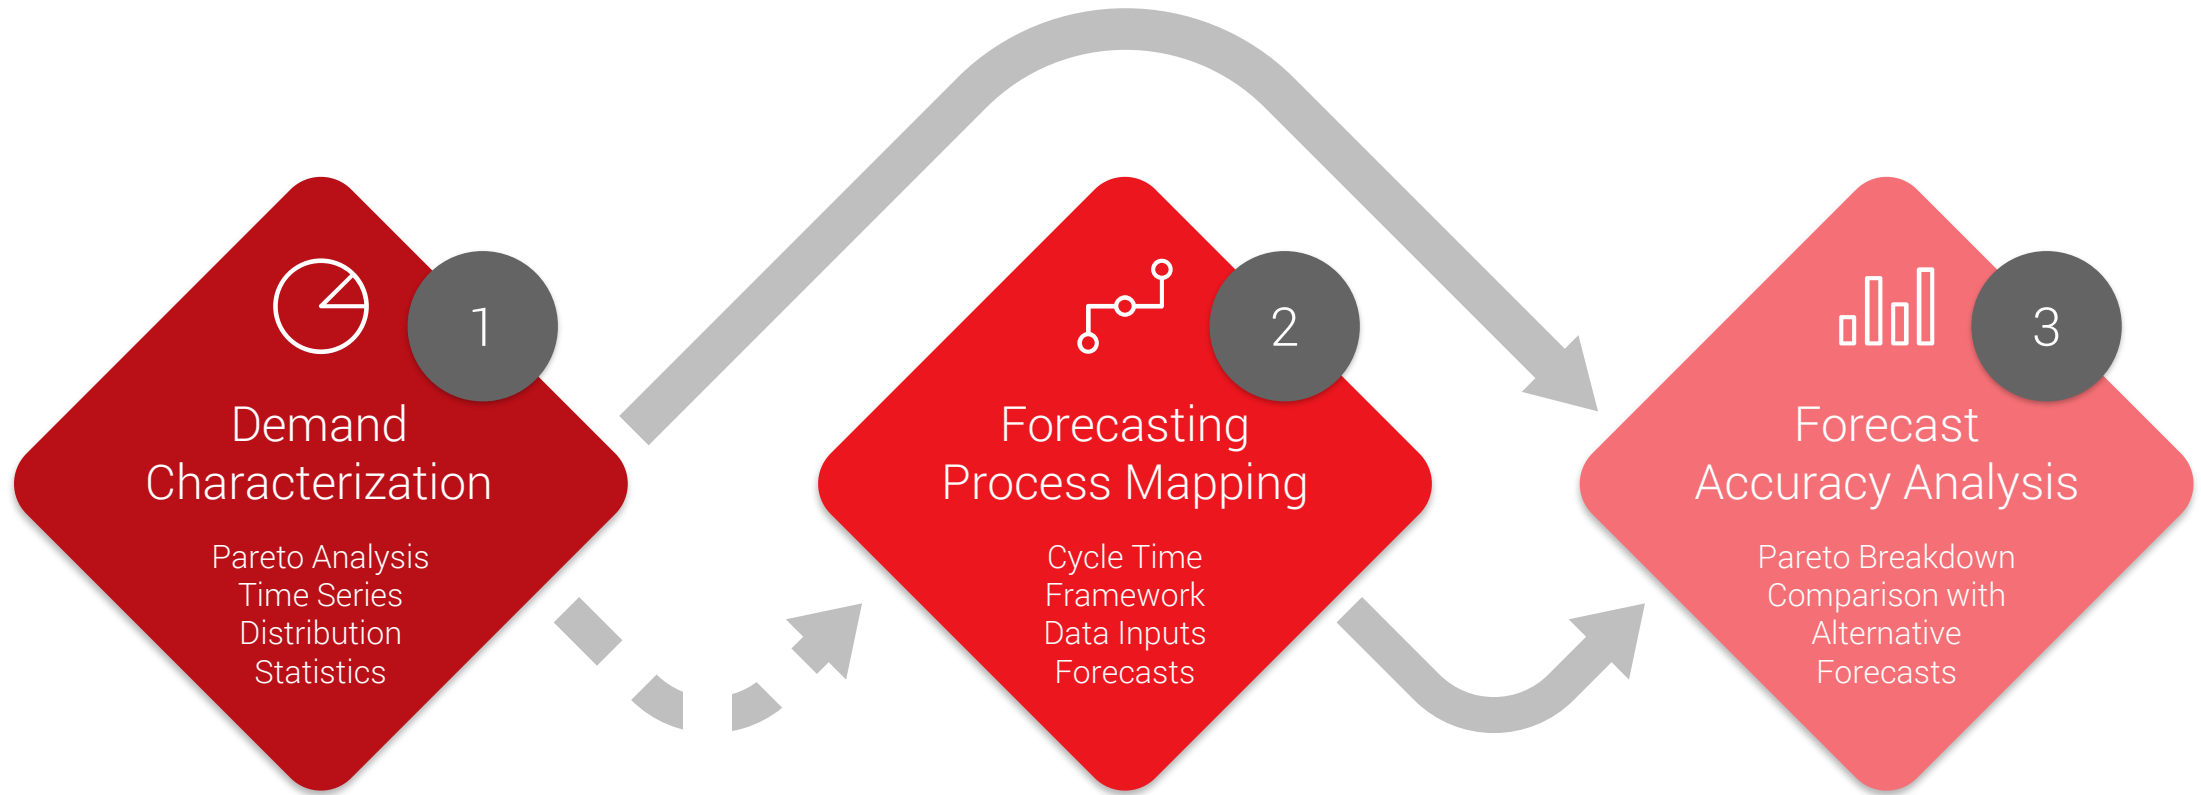 1
Demand
Characterization
Pareto Analysis
Time Series
Distribution
Statistics
2
Forecasting
Process Mapping
Cycle Time
Framework
Data Inputs
Forecasts
3
Forecast
Accuracy Analysis
Pareto Breakdown
Comparison with
Alternative
Forecasts